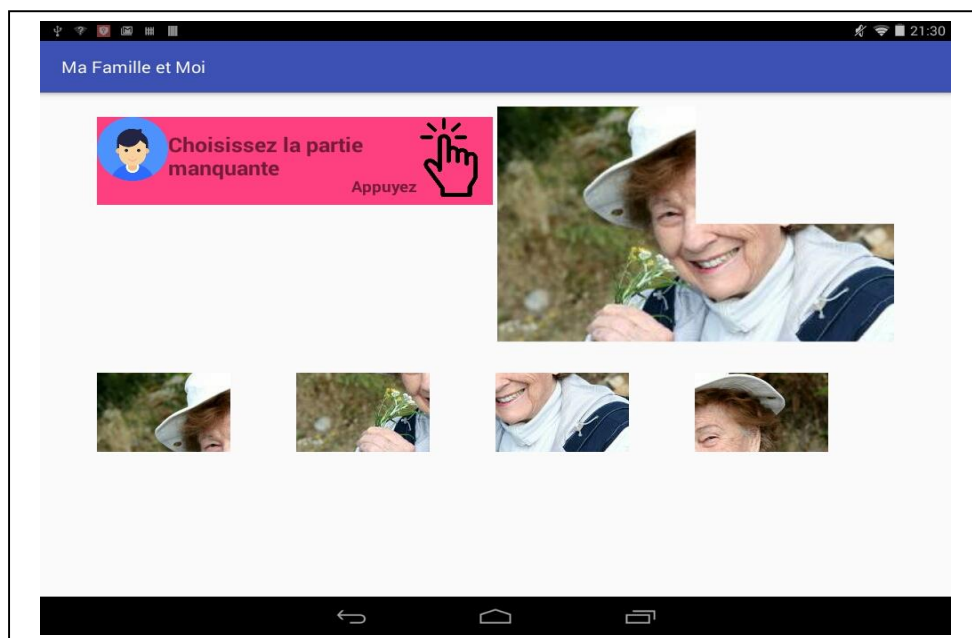 21:30
Ma Famille et Moi
Choisissez la partie
manquante
Appuyez